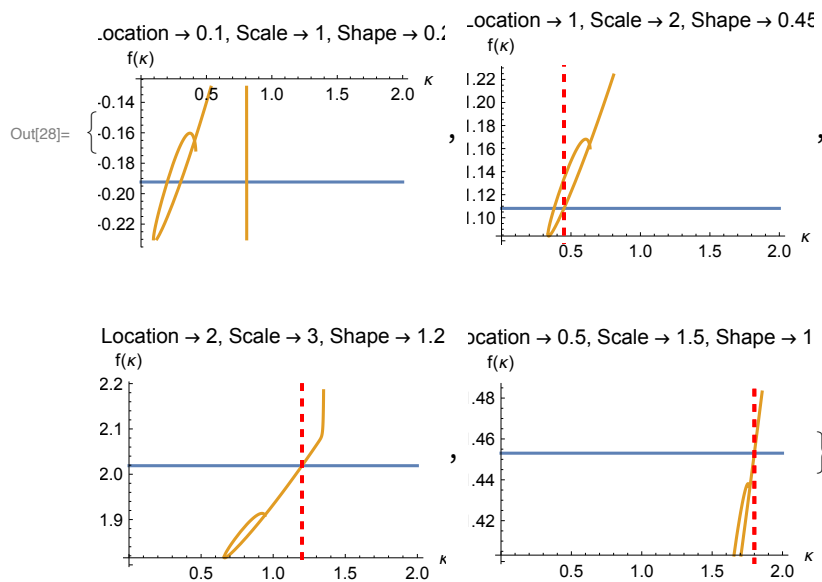 Out[28]=
ocation → 0.1, Scale → 1, Shape → 0.2
f(κ)
0.5 1.0 1.5 2.0 κ
-0.14
-0.16
-0.18
-0.20
-0.22
,
ocation → 1, Scale → 2, Shape → 0.45
f(κ)
1.22
1.20
1.18
1.16
1.14
1.12
1.10
0.5 1.0 1.5 2.0 κ
,
Location → 2, Scale → 3, Shape → 1.2
f(κ)
2.2
2.1
2.0
1.9
0.5 1.0 1.5 2.0 κ
,
ocation → 0.5, Scale → 1.5, Shape → 1
f(κ)
.48
.46
.44
.42
0.5 1.0 1.5 2.0 κ